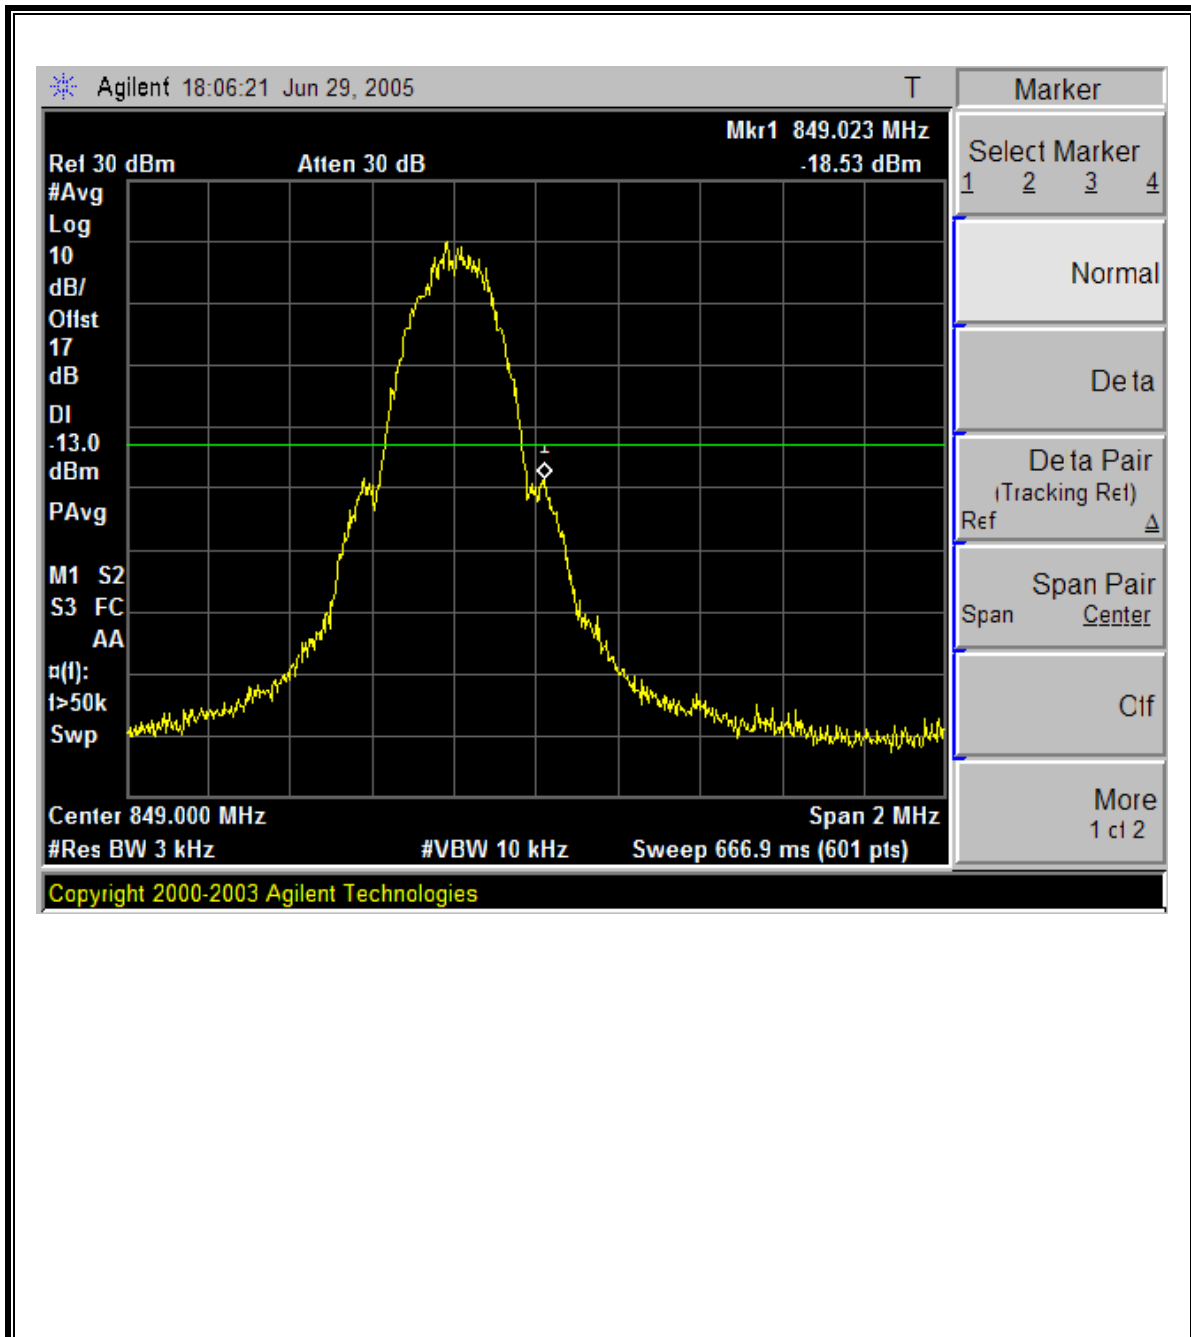 Agilent 18:06:21 Jun 29, 2005
T
Mkr1 849.023 MHz
Ref 30 dBm
Atten 30 dB
-18.53 dBm
#Avg
Log
10
dB/
Offst
17
dB
DI
-13.0
dBm
PAvg
M1 S2
S3 FC
AA
¤(f):
f>50k
Swp
1
Center 849.000 MHz
Span 2 MHz
#Res BW 3 kHz
#VBW 10 kHz
Sweep 666.9 ms (601 pts)
Copyright 2000-2003 Agilent Technologies
Marker
Select Marker
1 2 3 4
Normal
Delta
Delta Pair
(Tracking Ref)
Ref Δ
Span Pair
Span Center
Off
More
1 of 2